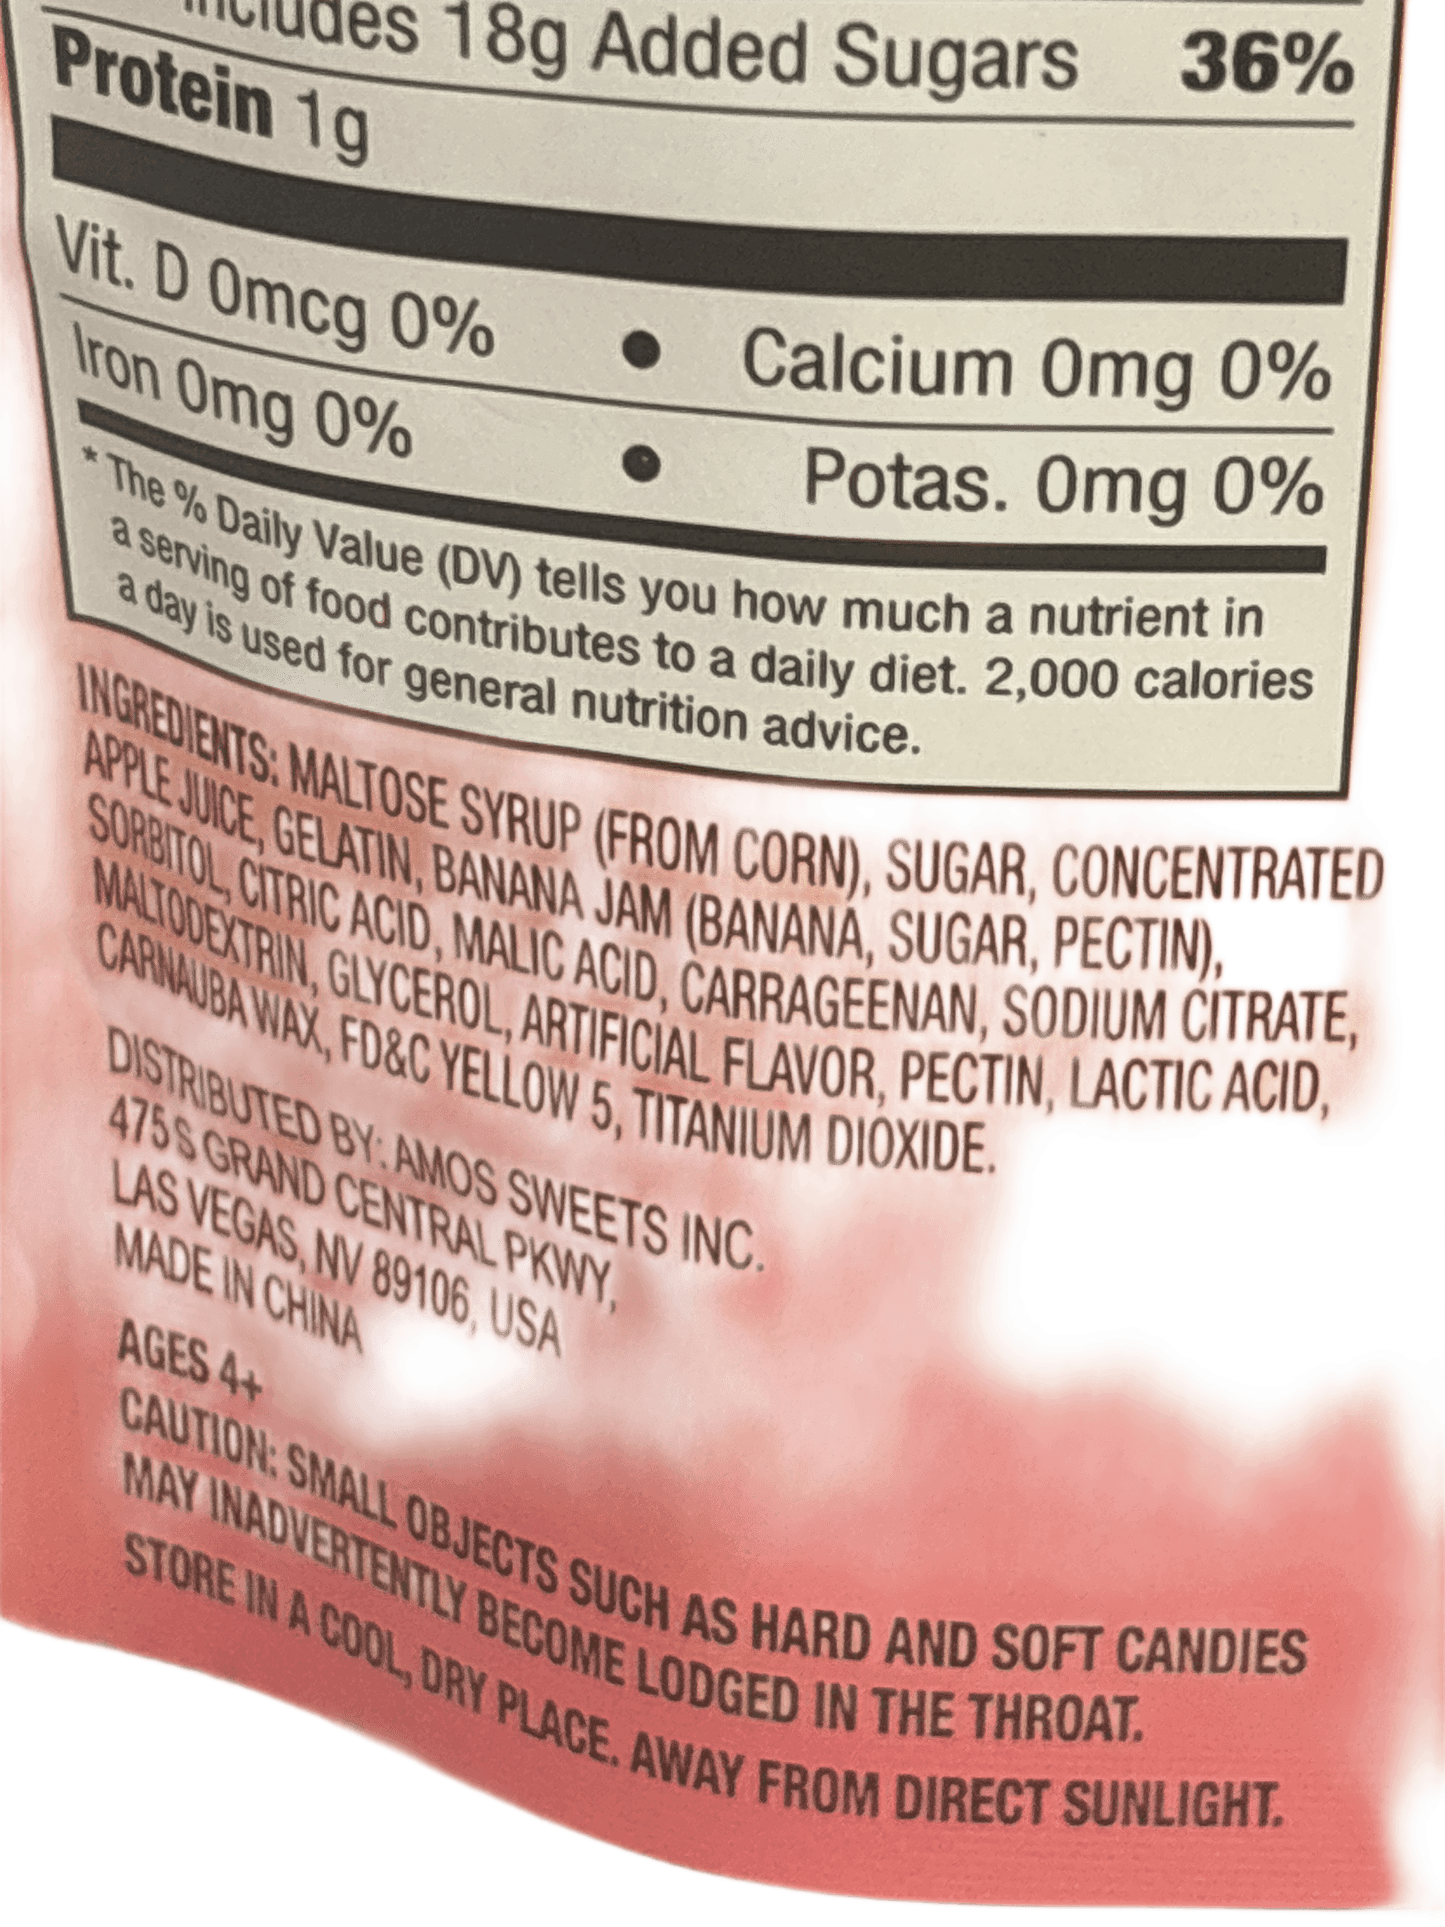 Includes 18g Added Sugars 36%
Protein 1g
Vit. D 0mcg 0% • Calcium 0mg 0%
Iron 0mg 0% • Potas. 0mg 0%
* The % Daily Value (DV) tells you how much a nutrient in
a serving of food contributes to a daily diet. 2,000 calories
a day is used for general nutrition advice.
INGREDIENTS: MALTOSE SYRUP (FROM CORN), SUGAR, CONCENTRATED
APPLE JUICE, GELATIN, BANANA JAM (BANANA, SUGAR, PECTIN),
SORBITOL, CITRIC ACID, MALIC ACID, CARRAGEENAN, SODIUM CITRATE,
MALTODEXTRIN, GLYCEROL, ARTIFICIAL FLAVOR, PECTIN, LACTIC ACID,
CARNAUBA WAX, FD&C YELLOW 5, TITANIUM DIOXIDE.
DISTRIBUTED BY: AMOS SWEETS INC.
475 S GRAND CENTRAL PKWY,
LAS VEGAS, NV 89106, USA
MADE IN CHINA
AGES 4+
CAUTION: SMALL OBJECTS SUCH AS HARD AND SOFT CANDIES
MAY INADVERTENTLY BECOME LODGED IN THE THROAT.
STORE IN A COOL, DRY PLACE. AWAY FROM DIRECT SUNLIGHT.